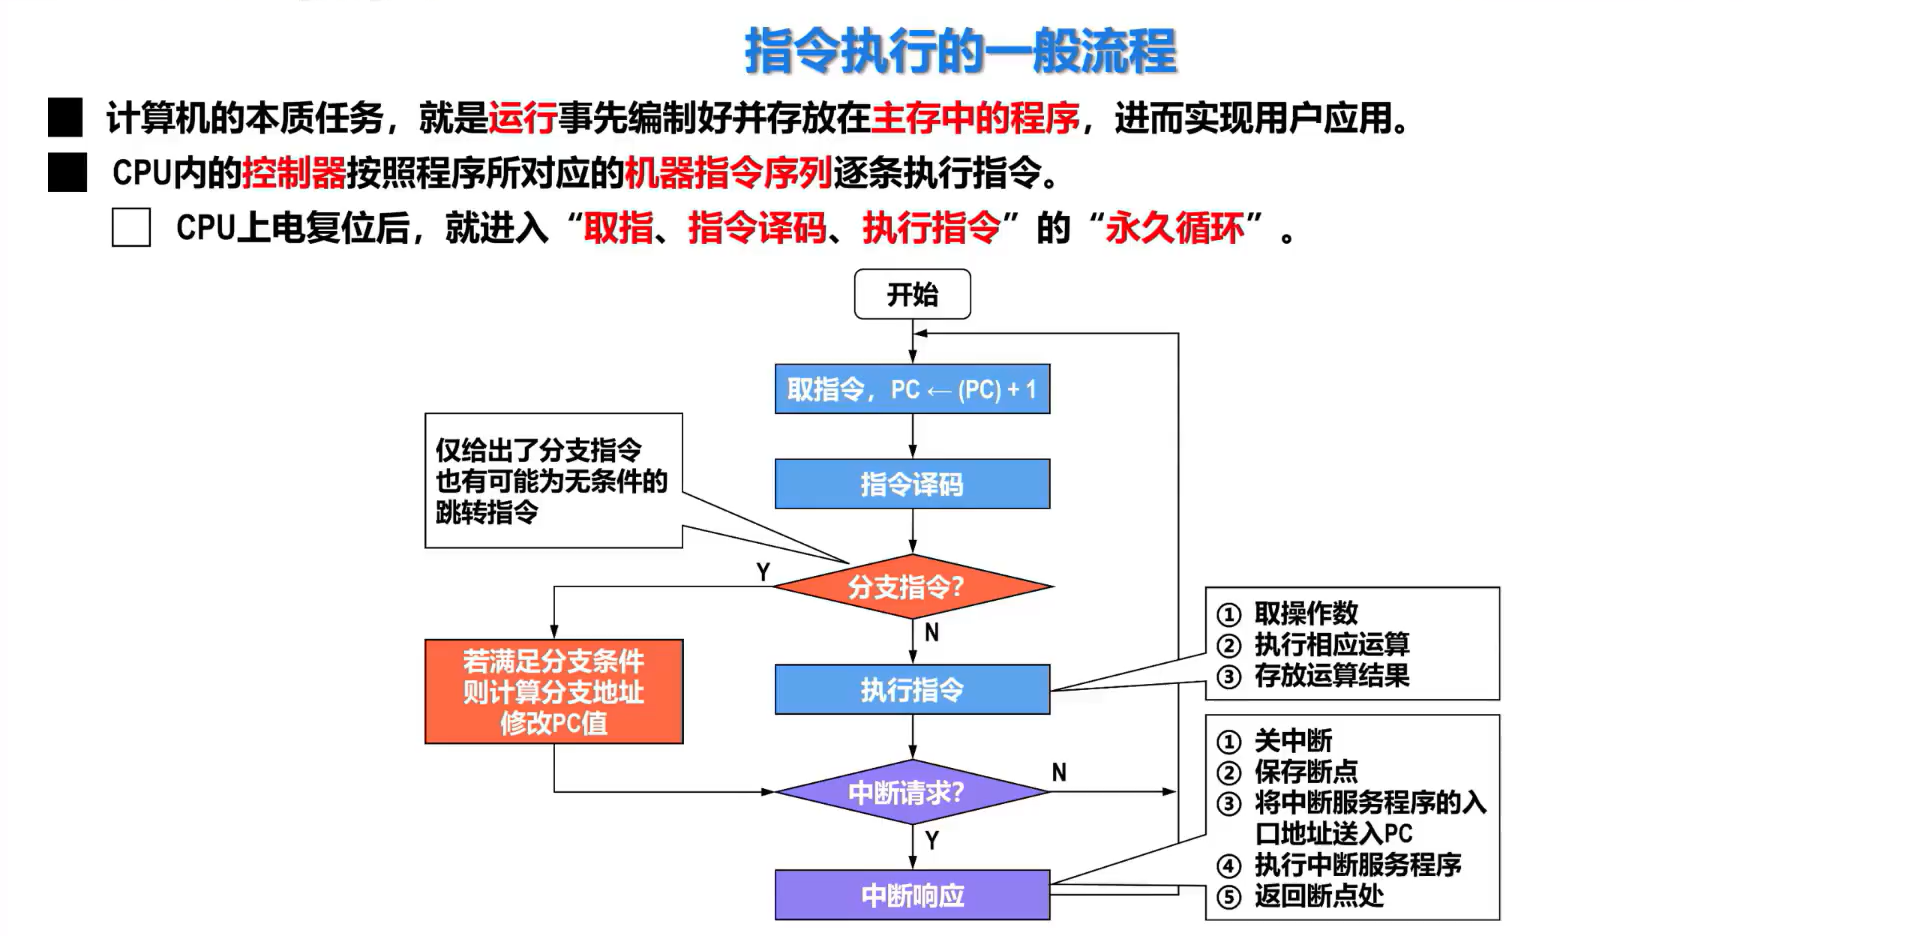 指令执行的一般流程
计算机的本质任务，就是运行事先编制好并存放在主存中的程序，进而实现用户应用。
CPU内的控制器按照程序所对应的机器指令序列逐条执行指令。
CPU上电复位后，就进入“取指、指令译码、执行指令”的“永久循环”。
开始
取指令，PC ← (PC) + 1
仅给出了分支指令
也有可能为无条件的
跳转指令
指令译码
分支指令?
Y
N
若满足分支条件
则计算分支地址
修改PC值
执行指令
① 取操作数
② 执行相应运算
③ 存放运算结果
中断请求?
N
Y
中断响应
① 关中断
② 保存断点
③ 将中断服务程序的入
口地址送入PC
④ 执行中断服务程序
⑤ 返回断点处